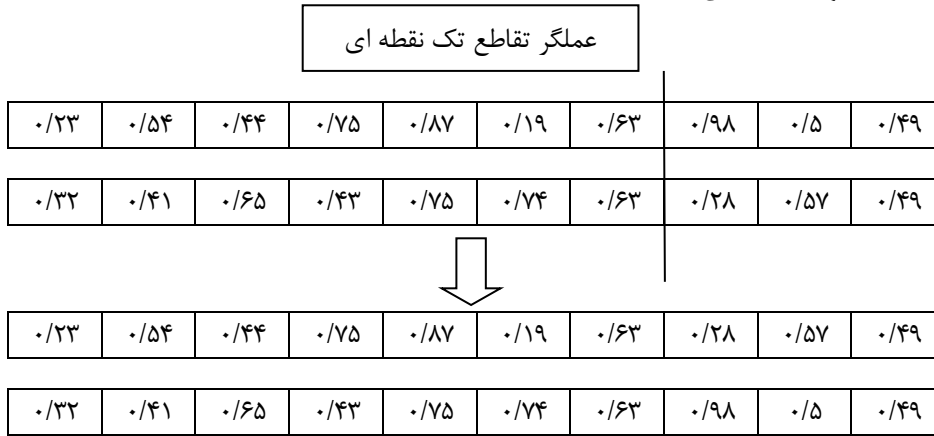 عملگر تقاطع تک نقطه ای
۰/۲۳ ۰/۵۴ ۰/۴۴ ۰/۷۵ ۰/۸۷ ۰/۱۹ ۰/۶۳ ۰/۹۸ ۰/۵ ۰/۴۹
۰/۳۲ ۰/۴۱ ۰/۶۵ ۰/۴۳ ۰/۷۵ ۰/۷۴ ۰/۶۳ ۰/۲۸ ۰/۵۷ ۰/۴۹
۰/۲۳ ۰/۵۴ ۰/۴۴ ۰/۷۵ ۰/۸۷ ۰/۱۹ ۰/۶۳ ۰/۲۸ ۰/۵۷ ۰/۴۹
۰/۳۲ ۰/۴۱ ۰/۶۵ ۰/۴۳ ۰/۷۵ ۰/۷۴ ۰/۶۳ ۰/۹۸ ۰/۵ ۰/۴۹